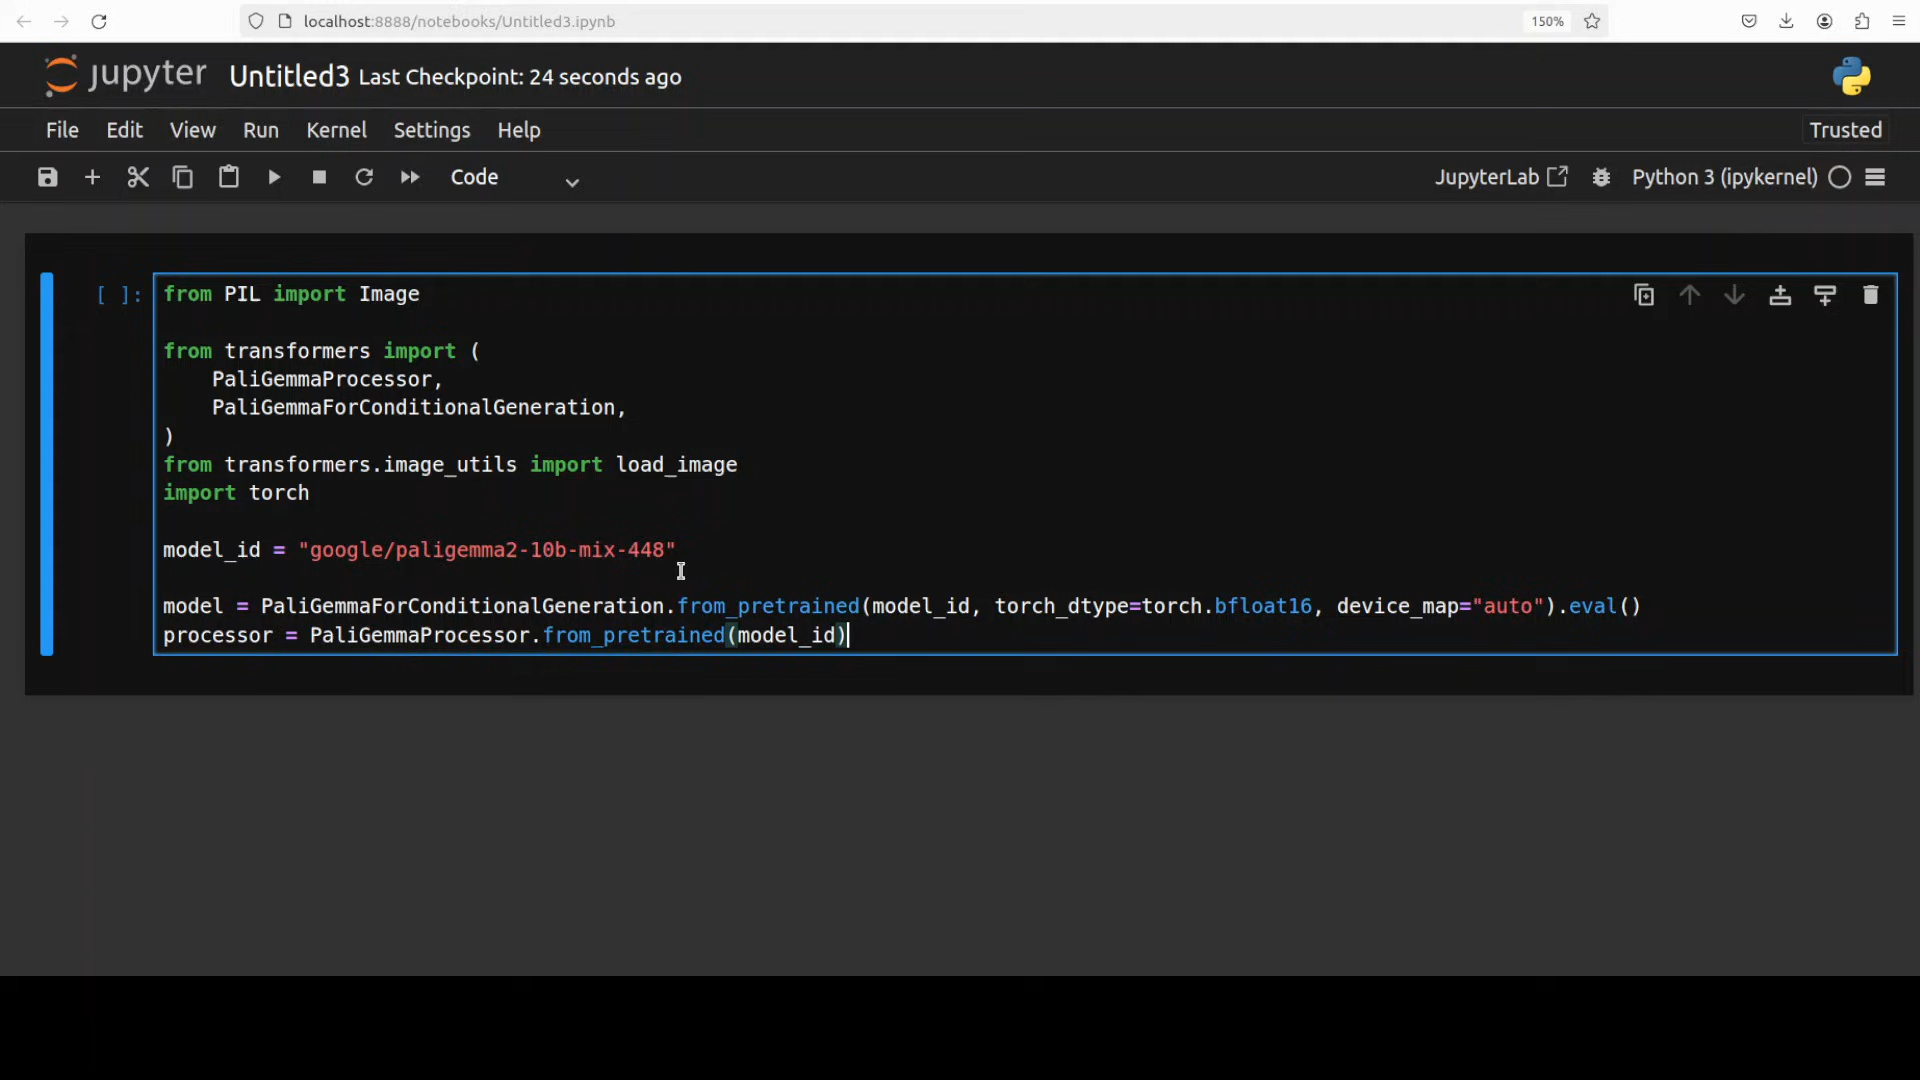 localhost:8888/notebooks/Untitled3.ipynb 150%
jupyter Untitled3 Last Checkpoint: 24 seconds ago
File Edit View Run Kernel Settings Help Trusted
Code JupyterLab Python 3 (ipykernel)
[ ]: from PIL import Image
from transformers import (
    PaliGemmaProcessor,
    PaliGemmaForConditionalGeneration,
)
from transformers.image_utils import load_image
import torch
model_id = "google/paligemma2-10b-mix-448"
model = PaliGemmaForConditionalGeneration.from_pretrained(model_id, torch_dtype=torch.bfloat16, device_map="auto").eval()
processor = PaliGemmaProcessor.from_pretrained(model_id)